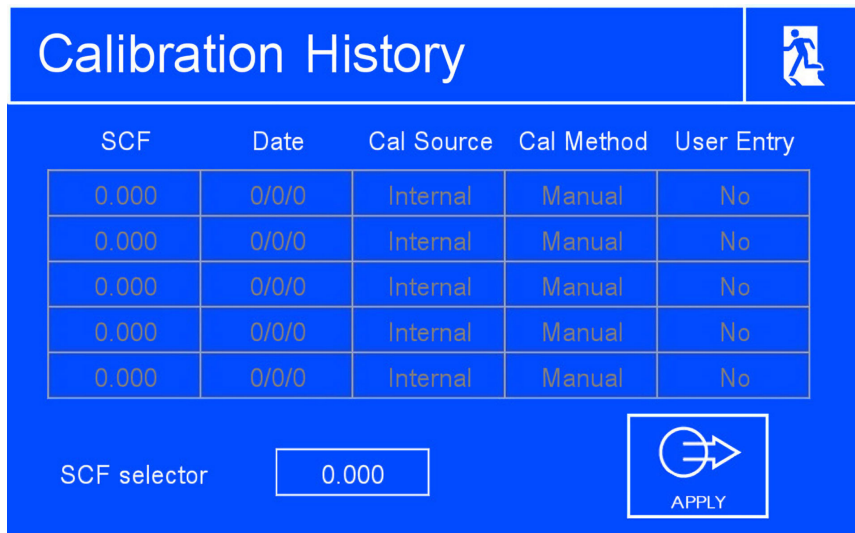 Calibration History
SCF Date Cal Source Cal Method User Entry
0.000 0/0/0 Internal Manual No
0.000 0/0/0 Internal Manual No
0.000 0/0/0 Internal Manual No
0.000 0/0/0 Internal Manual No
0.000 0/0/0 Internal Manual No
SCF selector 0.000
APPLY